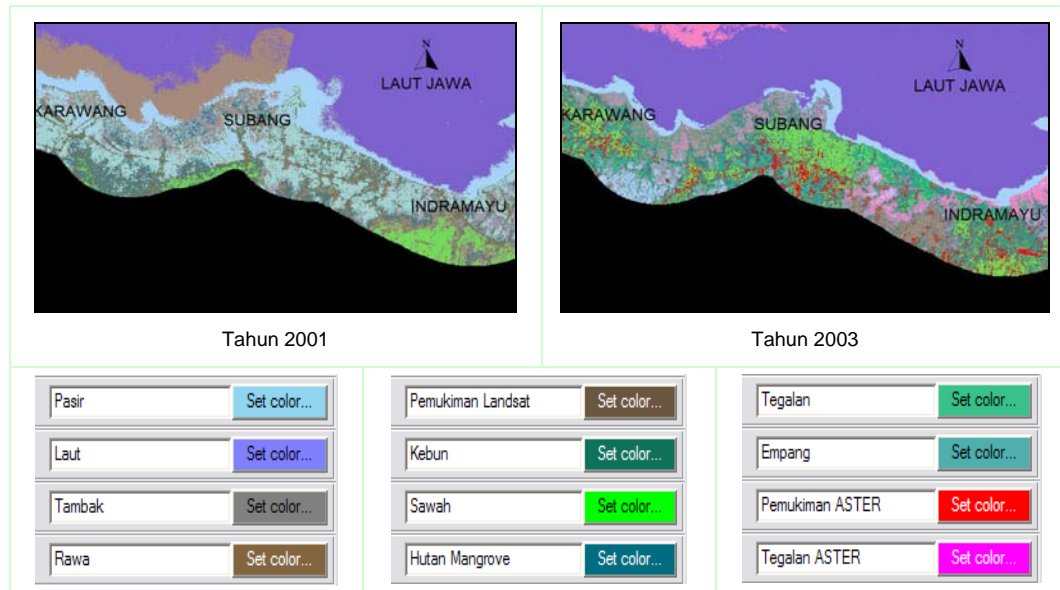 N
LAUT JAWA
KARAWANG
SUBANG
INDRAMAYU
Tahun 2001
N
LAUT JAWA
KARAWANG
SUBANG
INDRAMAYU
Tahun 2003
Pasir Set color...
Laut Set color...
Tambak Set color...
Rawa Set color...
Pemukiman Landsat Set color...
Kebun Set color...
Sawah Set color...
Hutan Mangrove Set color...
Tegalan Set color...
Empang Set color...
Pemukiman ASTER Set color...
Tegalan ASTER Set color...